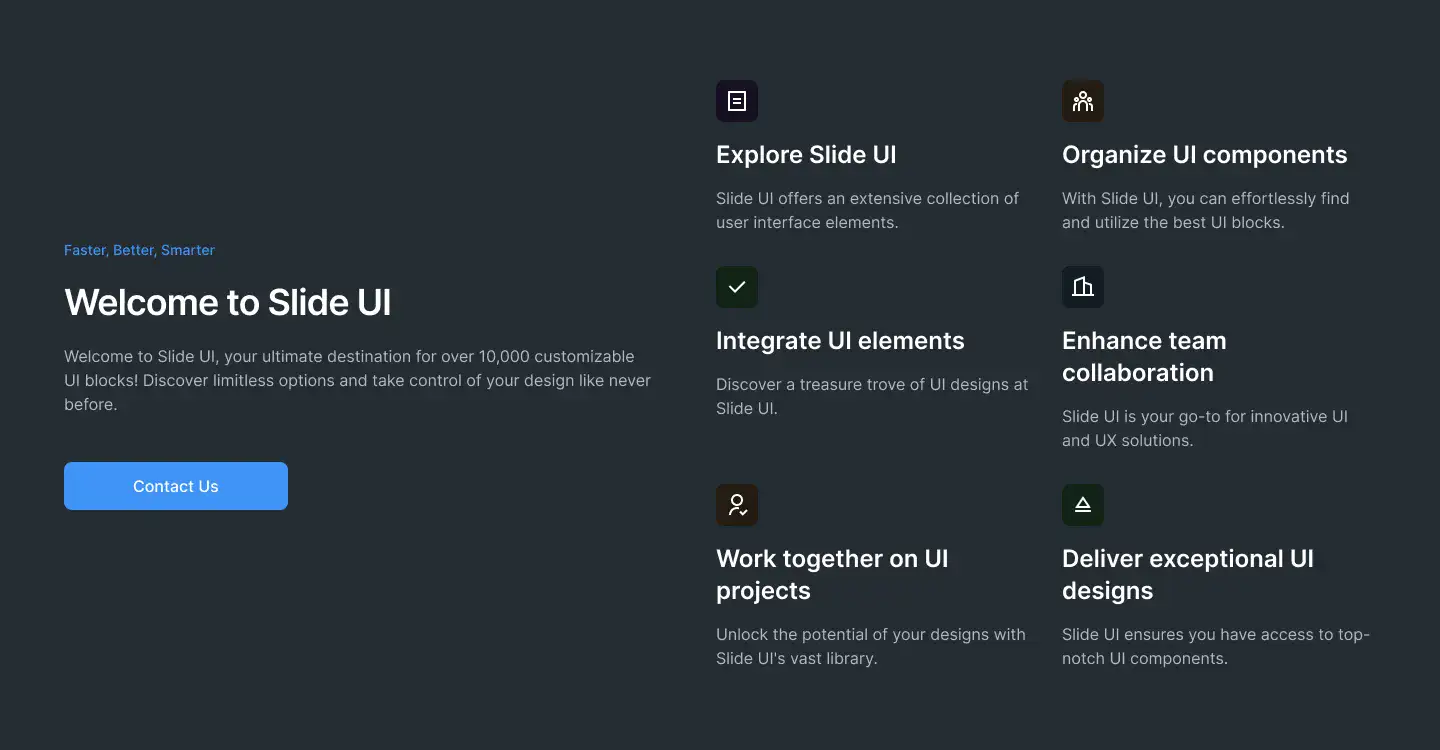 Faster, Better, Smarter
Welcome to Slide UI
Welcome to Slide UI, your ultimate destination for over 10,000 customizable
UI blocks! Discover limitless options and take control of your design like never
before.
Contact Us
Explore Slide UI
Slide UI offers an extensive collection of
user interface elements.
Organize UI components
With Slide UI, you can effortlessly find
and utilize the best UI blocks.
Integrate UI elements
Discover a treasure trove of UI designs at
Slide UI.
Enhance team
collaboration
Slide UI is your go-to for innovative UI
and UX solutions.
Work together on UI
projects
Unlock the potential of your designs with
Slide UI's vast library.
Deliver exceptional UI
designs
Slide UI ensures you have access to top-
notch UI components.